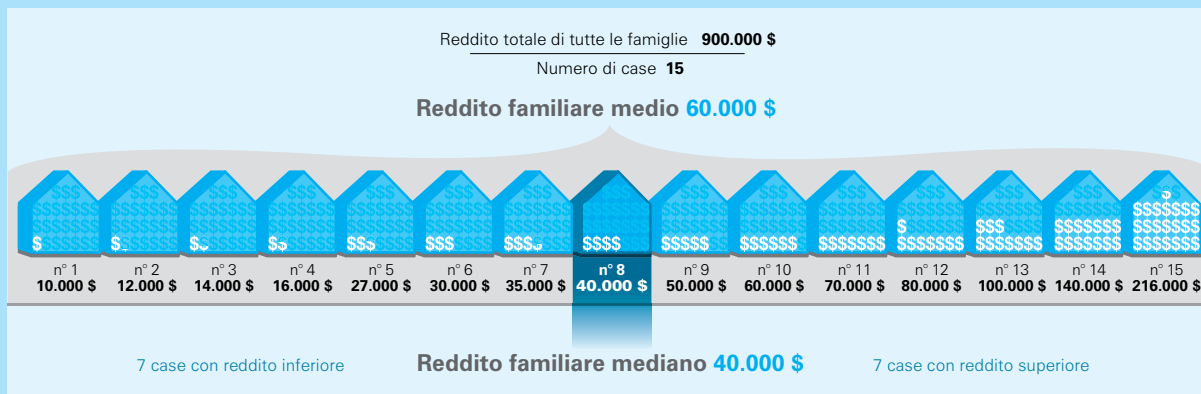 Reddito totale di tutte le famiglie 900.000 $
Numero di case 15
Reddito familiare medio 60.000 $
n° 1 n° 2 n° 3 n° 4 n° 5 n° 6 n° 7 n° 8 n° 9 n° 10 n° 11 n° 12 n° 13 n° 14 n° 15
10.000 $ 12.000 $ 14.000 $ 16.000 $ 27.000 $ 30.000 $ 35.000 $ 40.000 $ 50.000 $ 60.000 $ 70.000 $ 80.000 $ 100.000 $ 140.000 $ 216.000 $
7 case con reddito inferiore Reddito familiare mediano 40.000 $ 7 case con reddito superiore